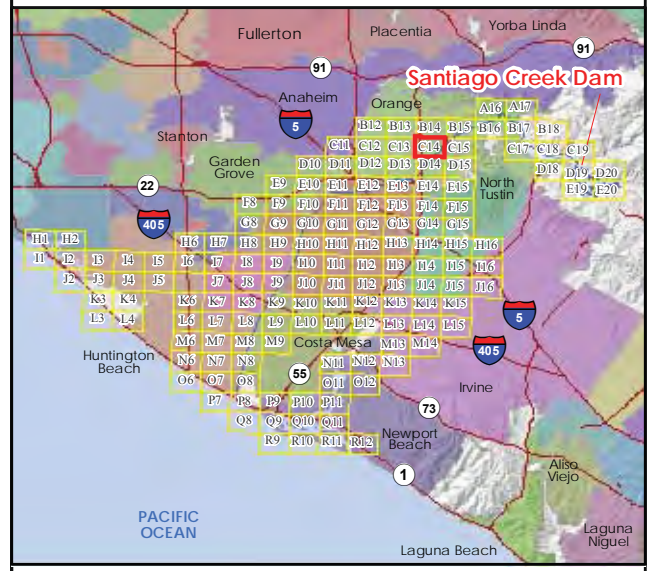 Yorba Linda
Placentia
Fullerton
91
91
Santiago Creek Dam
Anaheim
Orange
A16 A17
5
B12 B13 B14 B15 B16 B17 B18
Stanton
C11 C12 C13 C14 C15 C17 C18 C19
Garden
Grove
D10 D11 D12 D13 D14 D15 D18 D19 D20
22
E9 E10 E11 E12 E13 E14 E15 E19 E20
North
Tustin
F8 F9 F10 F11 F12 F13 F14 F15
405
G8 G9 G10 G11 G12 G13 G14 G15
H1 H2 H6 H7 H8 H9 H10 H11 H12 H13 H14 H15 H16
I1 I2 I3 I4 I5 I6 I7 I8 I9 I10 I11 I12 I13 I14 I15 I16
J2 J3 J4 J5 J7 J8 J9 J10 J11 J12 J13 J14 J15 J16
K3 K4 K6 K7 K8 K9 K10 K11 K12 K13 K14 K15
5
L3 L4 L6 L7 L8 L9 L10 L11 L12 L13 L14 L15
M6 M7 M8 M9 Costa Mesa M13 M14
405
Huntington
Beach
N6 N7 N8 N11 N12 N13
55
O6 O7 O8 O11 O12
Irvine
P7 P8 P9 P10 P11
73
Q8 Q9 Q10 Q11
R9 R10 R11 R12
Newport
Beach
1
Aliso
Viejo
PACIFIC
OCEAN
Laguna
Niguel
Laguna Beach